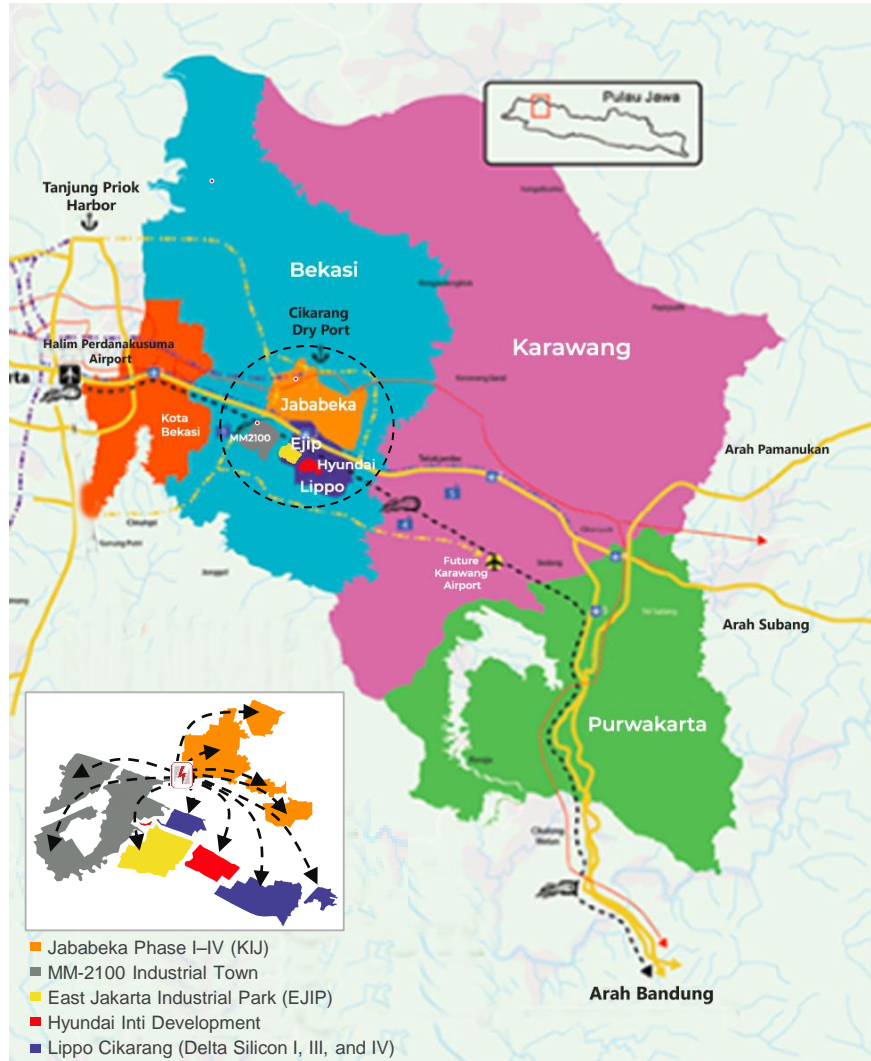 Pulau Jawa
Tanjung Priok
Harbor
Bekasi
Cikarang
Dry Port
Karawang
Halim Perdanakusuma
Airport
Jababeka
Kota
Bekasi
MM2100
Ejip
Hyundai
Lippo
Arah Pamanukan
Future
Karawang
Airport
Arah Subang
Purwakarta
Cikalong
Wetan
Arah Bandung
Jababeka Phase I–IV (KIJ)
MM-2100 Industrial Town
East Jakarta Industrial Park (EJIP)
Hyundai Inti Development
Lippo Cikarang (Delta Silicon I, III, and IV)